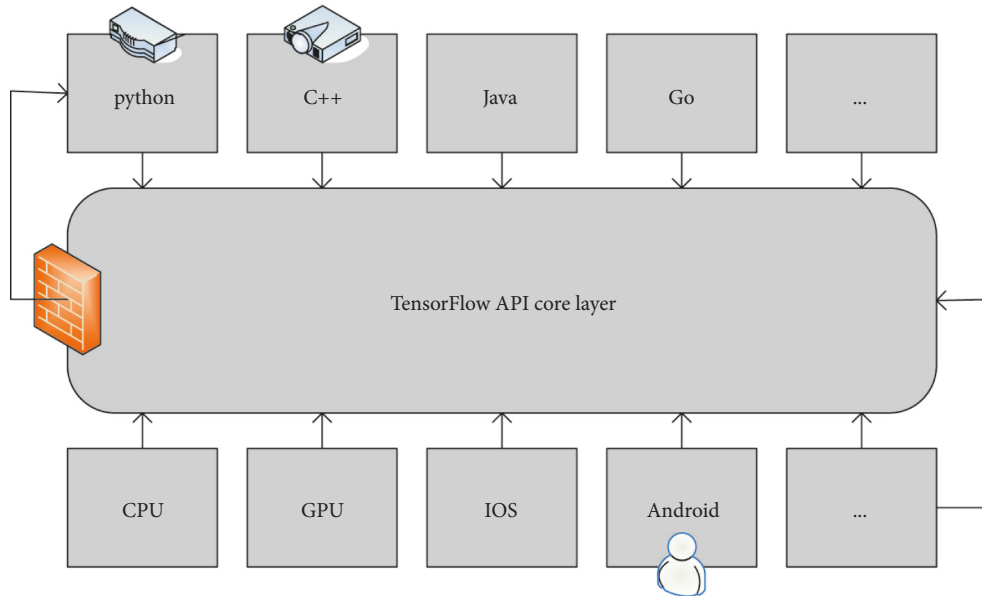 python
C++
Java
Go
...
TensorFlow API core layer
CPU
GPU
IOS
Android
...